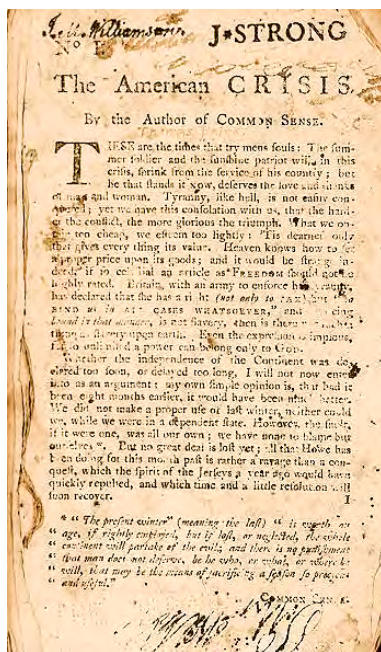 Williamson
J*STRONG
The American CRISIS.
By the Author of COMMON SENSE.
THESE are the times that try mens souls: The sum-
mer soldier and the sunshine patriot will, in this
crisis, shrink from the service of his country; but
he that stands it NOW, deserves the love and thanks
of man and woman. Tyranny, like hell, is not easily con-
quered; yet we have this consolation with us, that the hard-
er the conflict, the more glorious the triumph. What we ob-
tain too cheap, we esteem too lightly: 'Tis dearness only
that gives every thing its value. Heaven knows how to set
a proper price upon its goods; and it would be strange in-
deed, if so celestial an article as FREEDOM should not be
highly rated. Britain, with an army to enforce her tyranny,
has declared that she has a right (not only to TAX) but "to
BIND us in ALL CASES WHATSOEVER," and if being
bound in that manner, is not slavery, then is there not such a
thing as slavery upon earth. Even the expression is impious,
for so unlimited a power can belong only to God.
Whether the independence of the Continent was de-
clared too soon, or delayed too long, I will not now enter
into as an argument; my own simple opinion is, that had it
been eight months earlier, it would have been much better.
We did not make a proper use of last winter, neither could
we, while we were in a dependent state. However, the fault,
if it were one, was all our own; we have none to blame but
ourselves*. But no great deal is lost yet; all that Howe has
been doing for this month past is rather a ravage than a con-
quest, which the spirit of the Jerseys a year ago would have
quickly repulsed, and which time and a little resolution will
soon recover.
I
* "The present winter" (meaning the last) "is worth an
"age, if rightly employed, but if lost, or neglected, the whole
"continent will partake of the evil; and there is no punishment
"that man does not deserve, be he who, or what, or where he
"will, that may be the means of sacrificing a season so precious
"and useful."
COMMON SENSE.